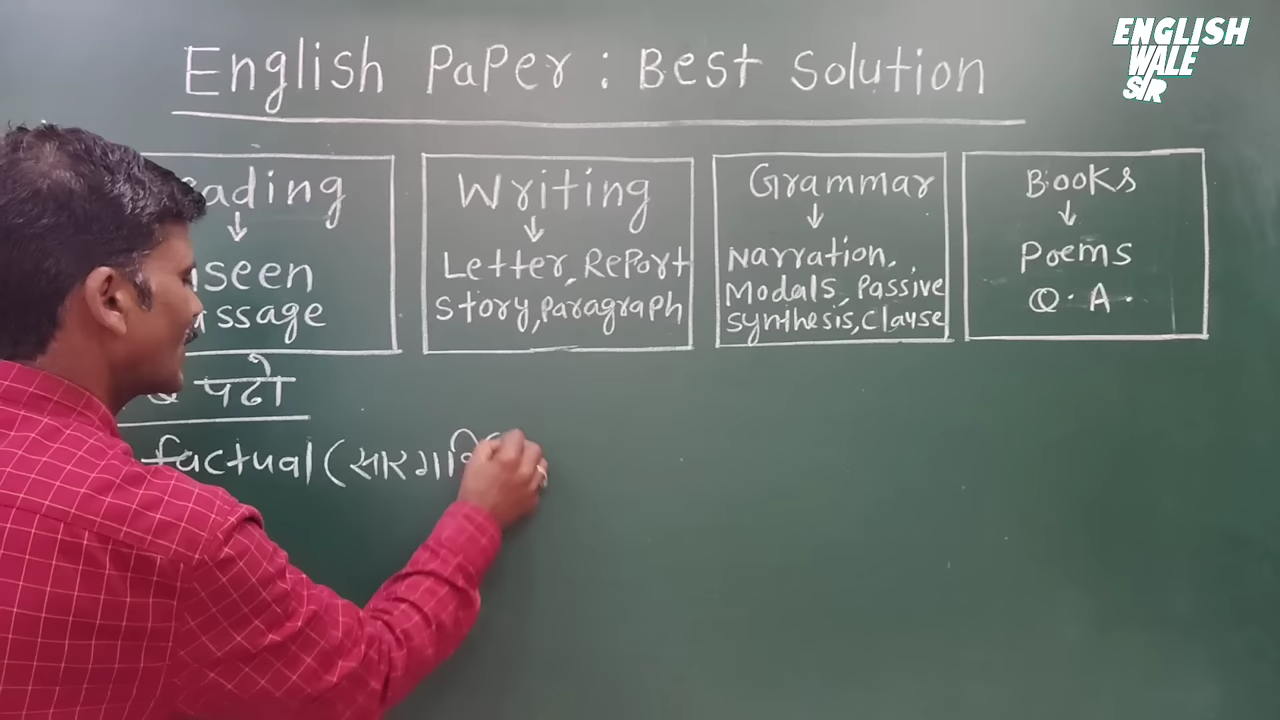 English Paper : Best Solution
ENGLISH
WALE
SIR
Writing
Letter, Report
Story, Paragraph
Grammar
Narration,
Modals, Passive
Synthesis, Clause
Books
Poems
Q. A.
पढो
factual (